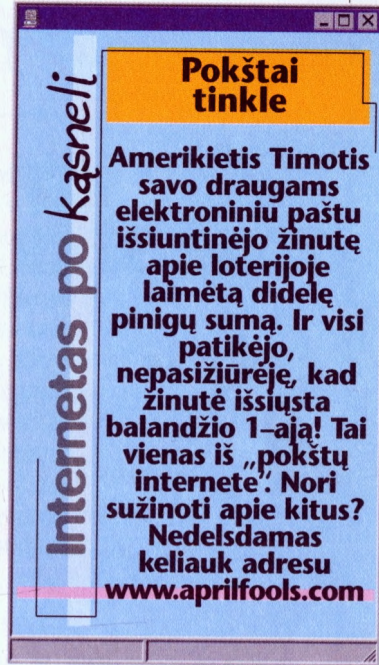 Internetas po kąsnelį
Pokštai
tinkle
Amerikietis Timotis
savo draugams
elektroniniu paštu
išsiuntinėjo žinutę
apie loterijoje
laimėtą didelę
pinigų sumą. Ir visi
patikėjo,
nepasižiūrėję, kad
žinutė išsiųsta
balandžio 1–ąją! Tai
vienas iš „pokštų
internete“. Nori
sužinoti apie kitus?
Nedelsdamas
keliauk adresu
www.aprilfools.com